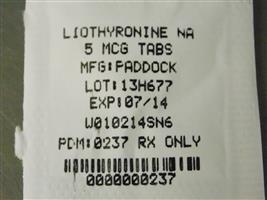 LIOTHYRONINE NA
5 MCG TABS
MFG:PADDOCK
LOT:13H677
EXP:07/14
W010214SN6
PDM:0237 RX ONLY
0000000237